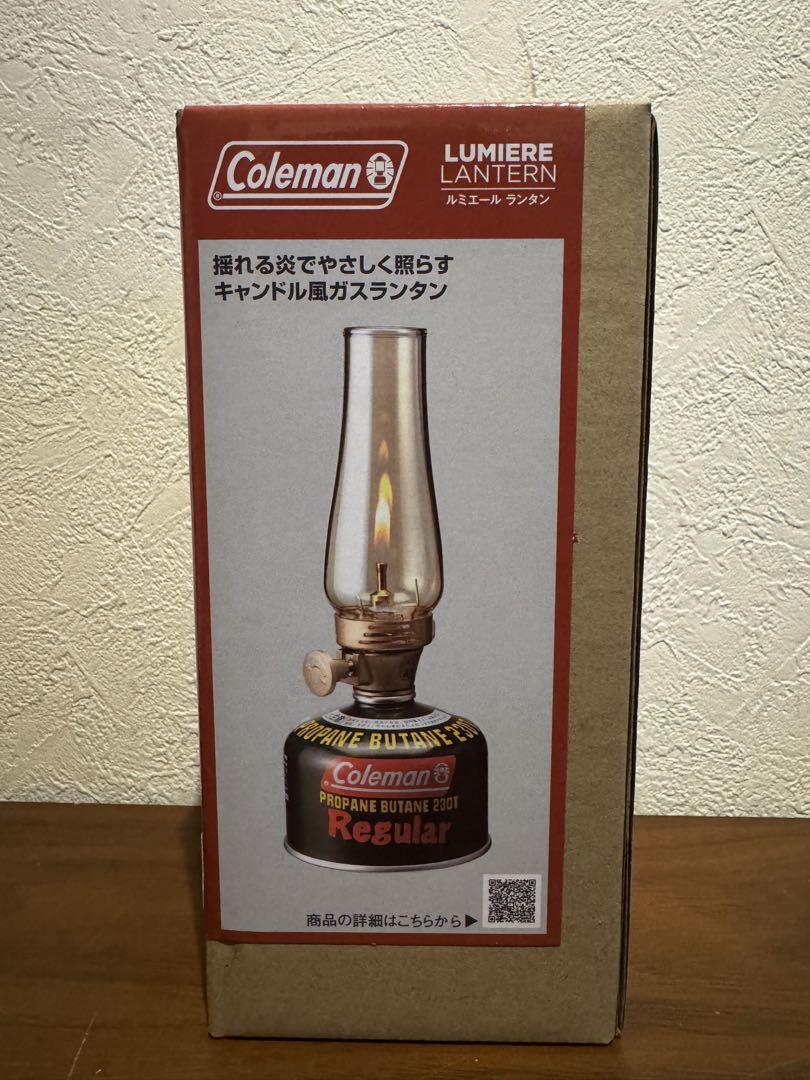 Coleman
LUMIERE
LANTERN
ルミエール ランタン
揺れる炎でやさしく照らす
キャンドル風ガスランタン
PROPANE BUTANE 230T
Coleman
PROPANE BUTANE 230T
Regular
商品の詳細はこちらから▶